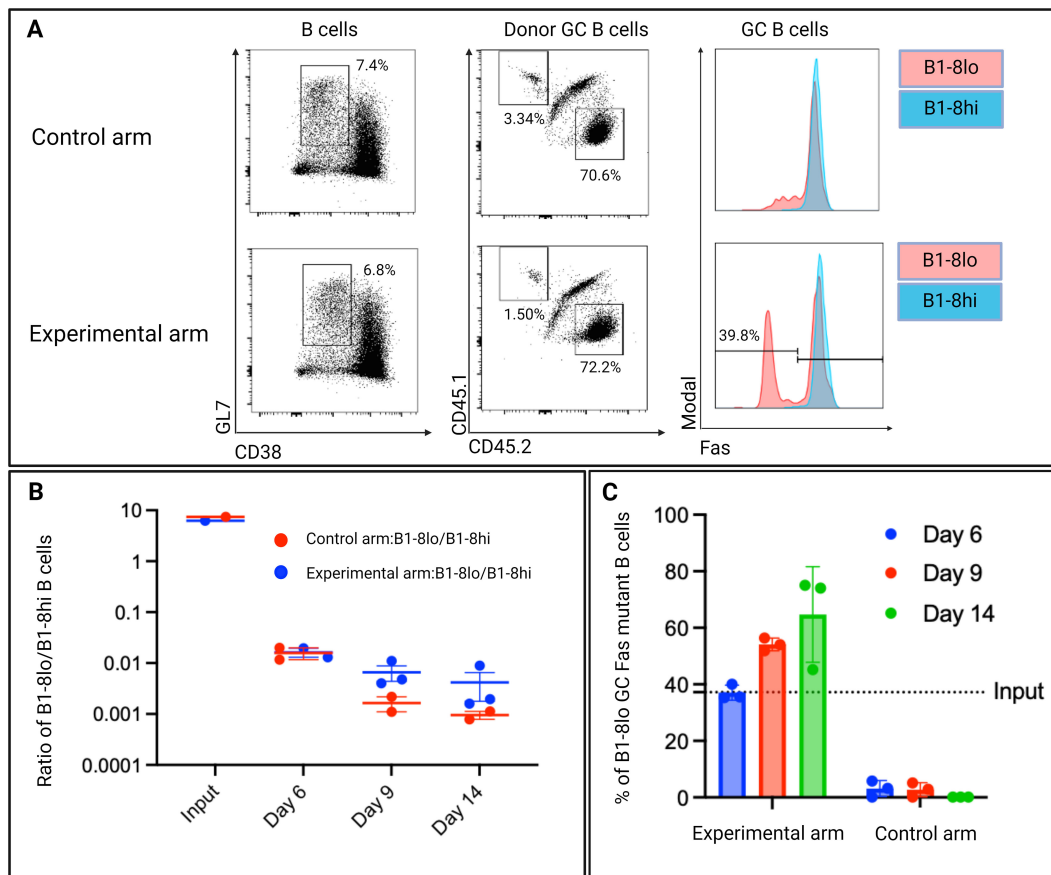 A
B cells
Donor GC B cells
GC B cells
Control arm
7.4%
3.34%
70.6%
B1-8lo
B1-8hi
Experimental arm
6.8%
1.50%
72.2%
39.8%
B1-8lo
B1-8hi
GL7
CD38
CD45.1
CD45.2
Modal
Fas
B
Ratio of B1-8lo/B1-8hi B cells
10
1
0.1
0.01
0.001
0.0001
Control arm:B1-8lo/B1-8hi
Experimental arm:B1-8lo/B1-8hi
Input
Day 6
Day 9
Day 14
C
% of B1-8lo GC Fas mutant B cells
100
80
60
40
20
0
Day 6
Day 9
Day 14
Input
Experimental arm
Control arm